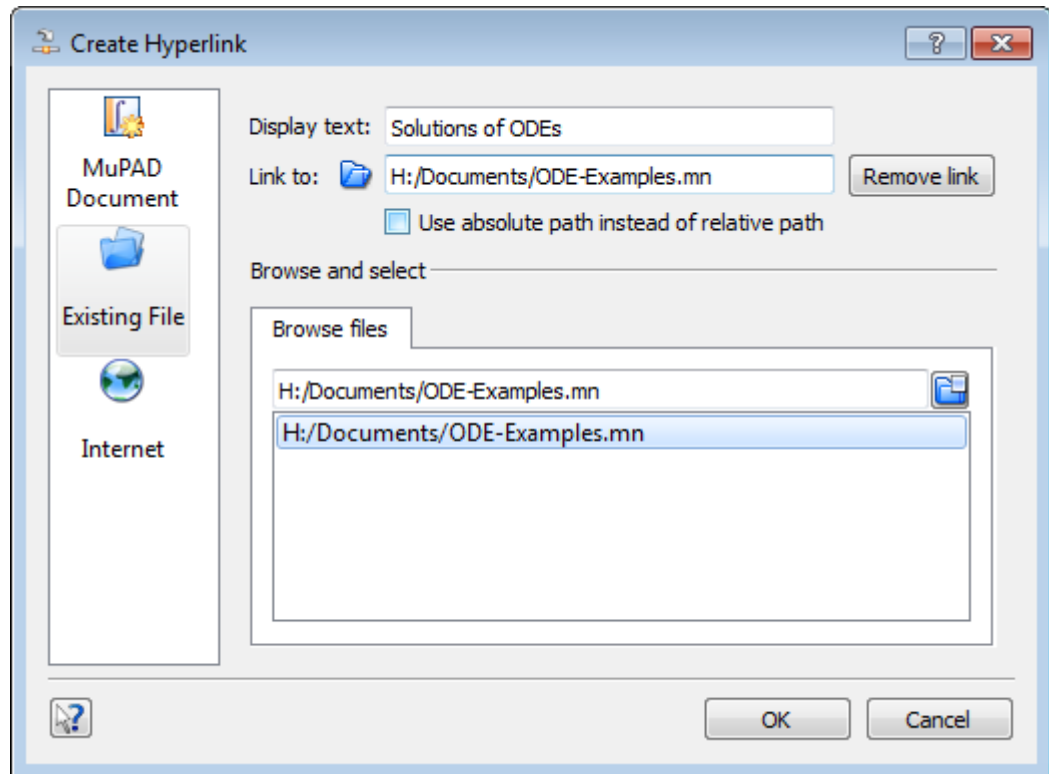 Create Hyperlink
?
MuPAD
Document
Existing File
Internet
Display text: Solutions of ODEs
Link to: H:/Documents/ODE-Examples.mn Remove link
Use absolute path instead of relative path
Browse and select
Browse files
H:/Documents/ODE-Examples.mn
H:/Documents/ODE-Examples.mn
? OK Cancel